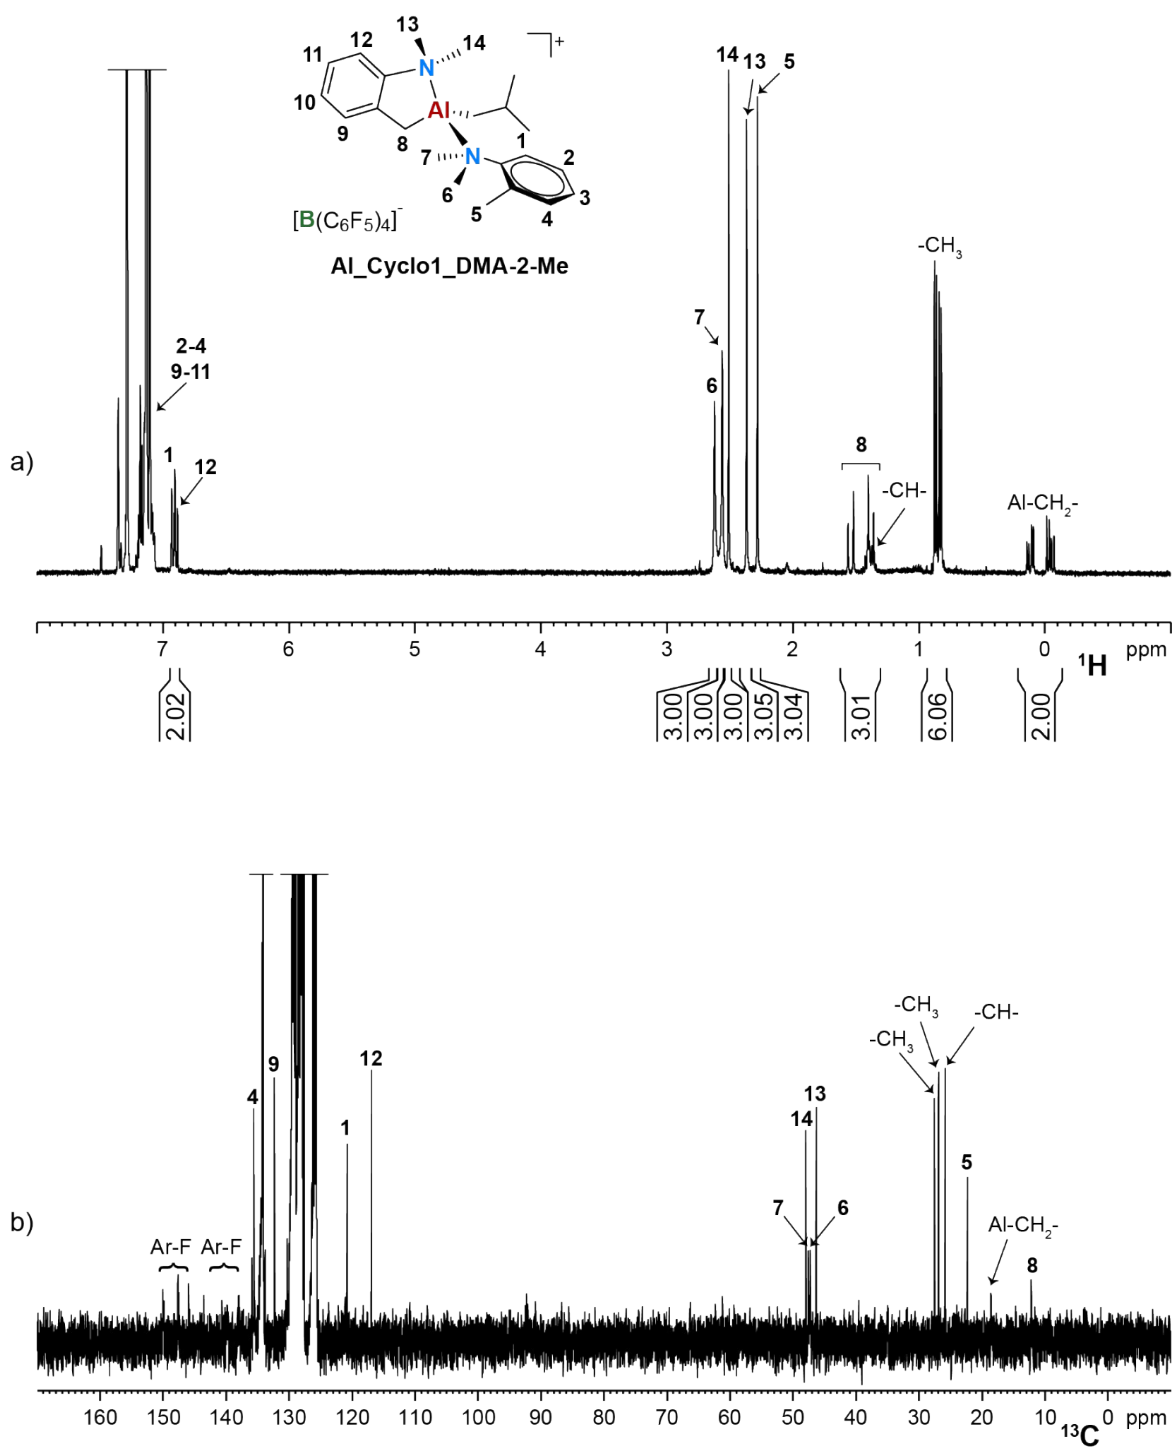 13
14
12
11
10
9
8
N
Al
]+
1
7
N
2
6
3
5
4
[B(C6F5)4]-
Al_Cyclo1_DMA-2-Me
14 13 5
-CH3
7
2-4
9-11
6
a)
1
12
8
-CH-
Al-CH2-
7 6 5 4 3 2 1 0 ppm
1H
2.02 3.00 3.00 3.00 3.05 3.04 3.01 6.06 2.00
-CH3
-CH-
-CH3
9
12
4
13
14
1
5
7
6
b)
Ar-F Ar-F
Al-CH2-
8
160 150 140 130 120 110 100 90 80 70 60 50 40 30 20 10 0 ppm
13C